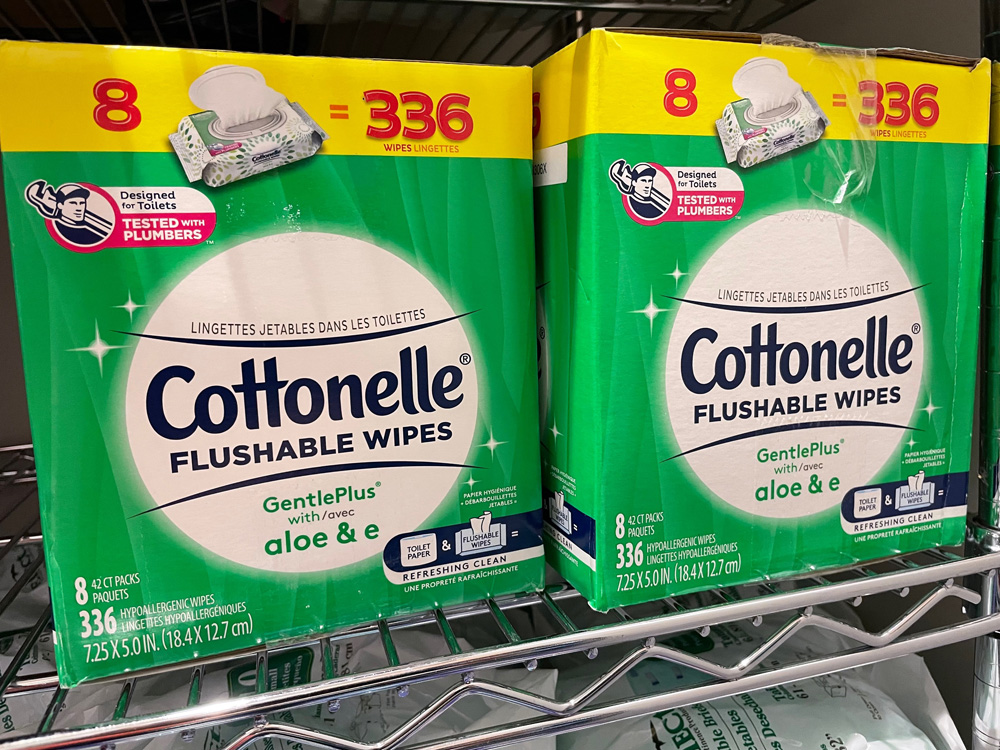 8 = 336
WIPES LINGETTES
Designed
for Toilets
TESTED WITH
PLUMBERS™
LINGETTES JETABLES DANS LES TOILETTES
Cottonelle®
FLUSHABLE WIPES
GentlePlus®
with/avec
aloe & e
PAPIER HYGIÉNIQUE
+ DÉBARBOUILLETTES
JETABLES =
TOILET
PAPER & FLUSHABLE
WIPES =
REFRESHING CLEAN
UNE PROPRETÉ RAFRAÎCHISSANTE
8 42 CT PACKS
PAQUETS
336 HYPOALLERGENIC WIPES
LINGETTES HYPOALLERGÉNIQUES
7.25 X 5.0 IN. (18.4 X 12.7 cm)
8 = 336
WIPES LINGETTES
Designed
for Toilets
TESTED WITH
PLUMBERS
LINGETTES JETABLES DANS LES TOILETTES
Cottonelle®
FLUSHABLE WIPES
GentlePlus®
with/avec
aloe & e
PAPIER HYGIÉNIQUE
+ DÉBARBOUILLETTES
JETABLES =
TOILET
PAPER & FLUSHABLE
WIPES =
REFRESHING CLEAN
UNE PROPRETÉ RAFRAÎCHISSANTE
8 42 CT PACKS
PAQUETS
336 HYPOALLERGENIC WIPES
LINGETTES HYPOALLERGÉNIQUES
7.25 X 5.0 IN. (18.4 X 12.7 cm)